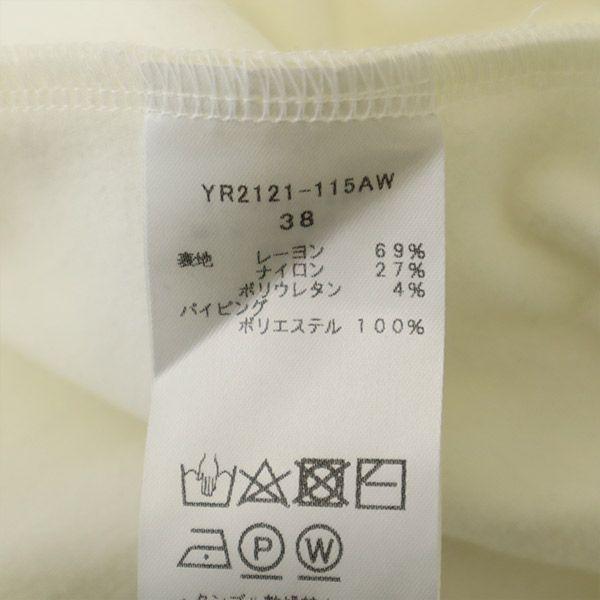 YR2121-115AW
38
表地 レーヨン 69%
ナイロン 27%
ポリウレタン 4%
パイピング
ポリエステル 100%
P W